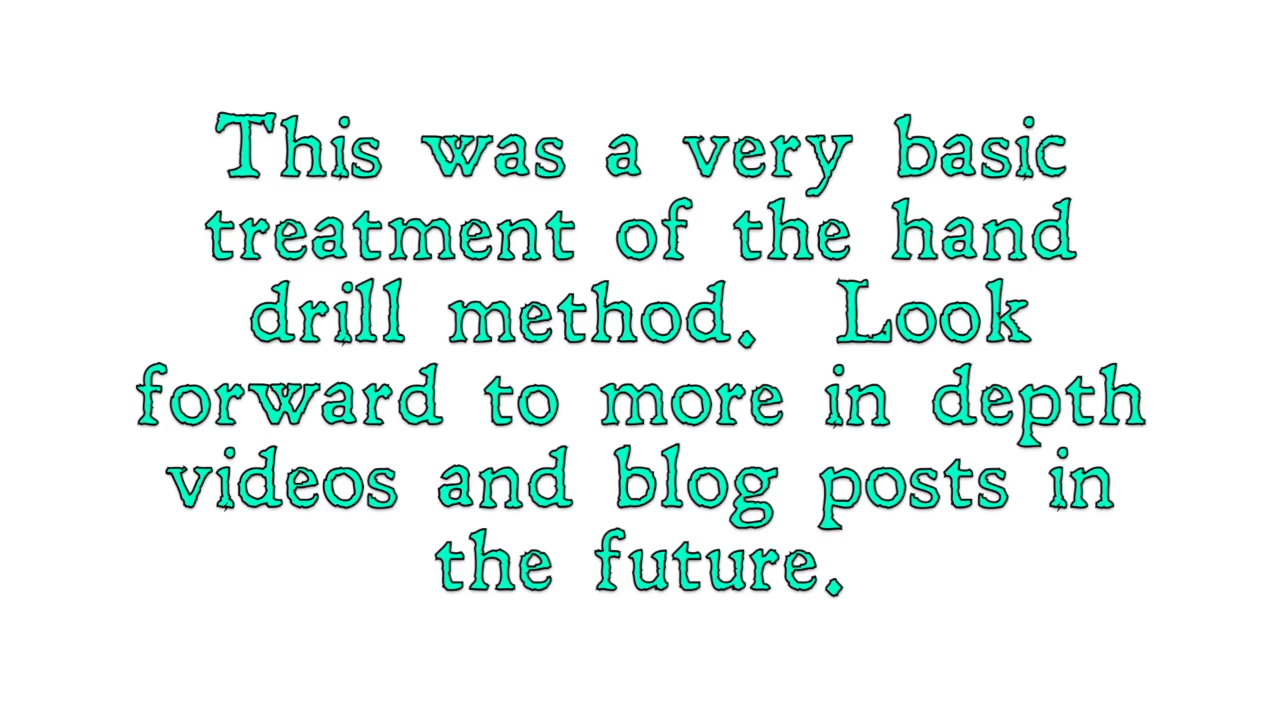 This was a very basic
treatment of the hand
drill method.  Look
forward to more in depth
videos and blog posts in
the future.